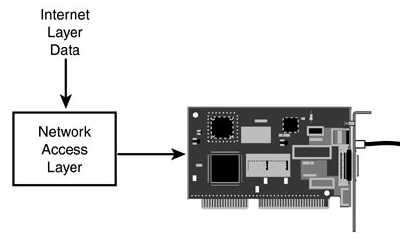 Internet
Layer
Data
Network
Access
Layer